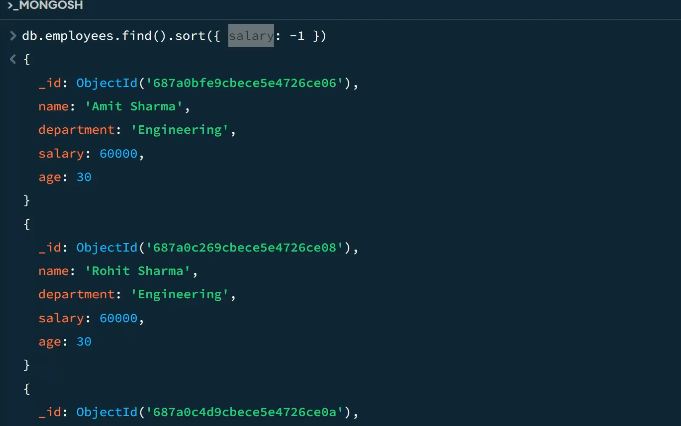 >_MONGOSH
> db.employees.find().sort({ salary: -1 })
< {
_id: ObjectId('687a0bfe9cbece5e4726ce06'),
name: 'Amit Sharma',
department: 'Engineering',
salary: 60000,
age: 30
}
{
_id: ObjectId('687a0c269cbece5e4726ce08'),
name: 'Rohit Sharma',
department: 'Engineering',
salary: 60000,
age: 30
}
{
_id: ObjectId('687a0c4d9cbece5e4726ce0a'),